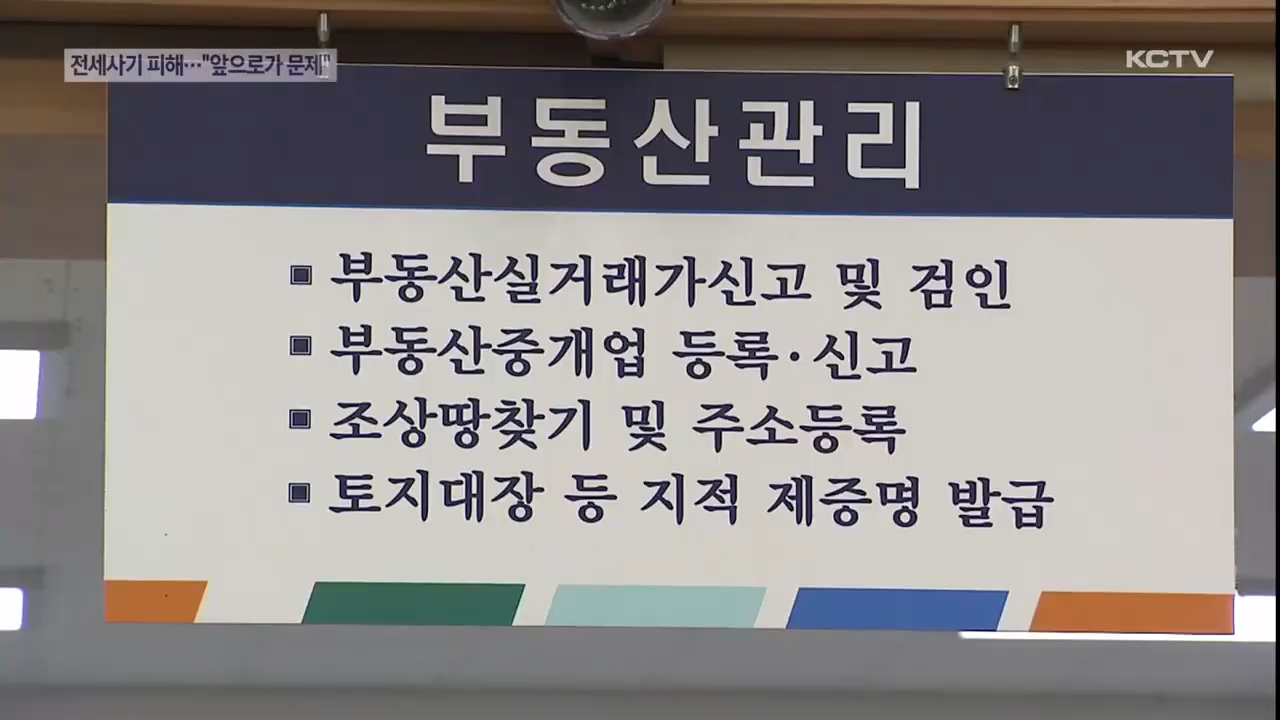 전세사기 피해…"앞으로가 문제"
KCTV
부동산관리
▣ 부동산실거래가신고 및 검인
▣ 부동산중개업 등록·신고
▣ 조상땅찾기 및 주소등록
▣ 토지대장 등 지적 제증명 발급